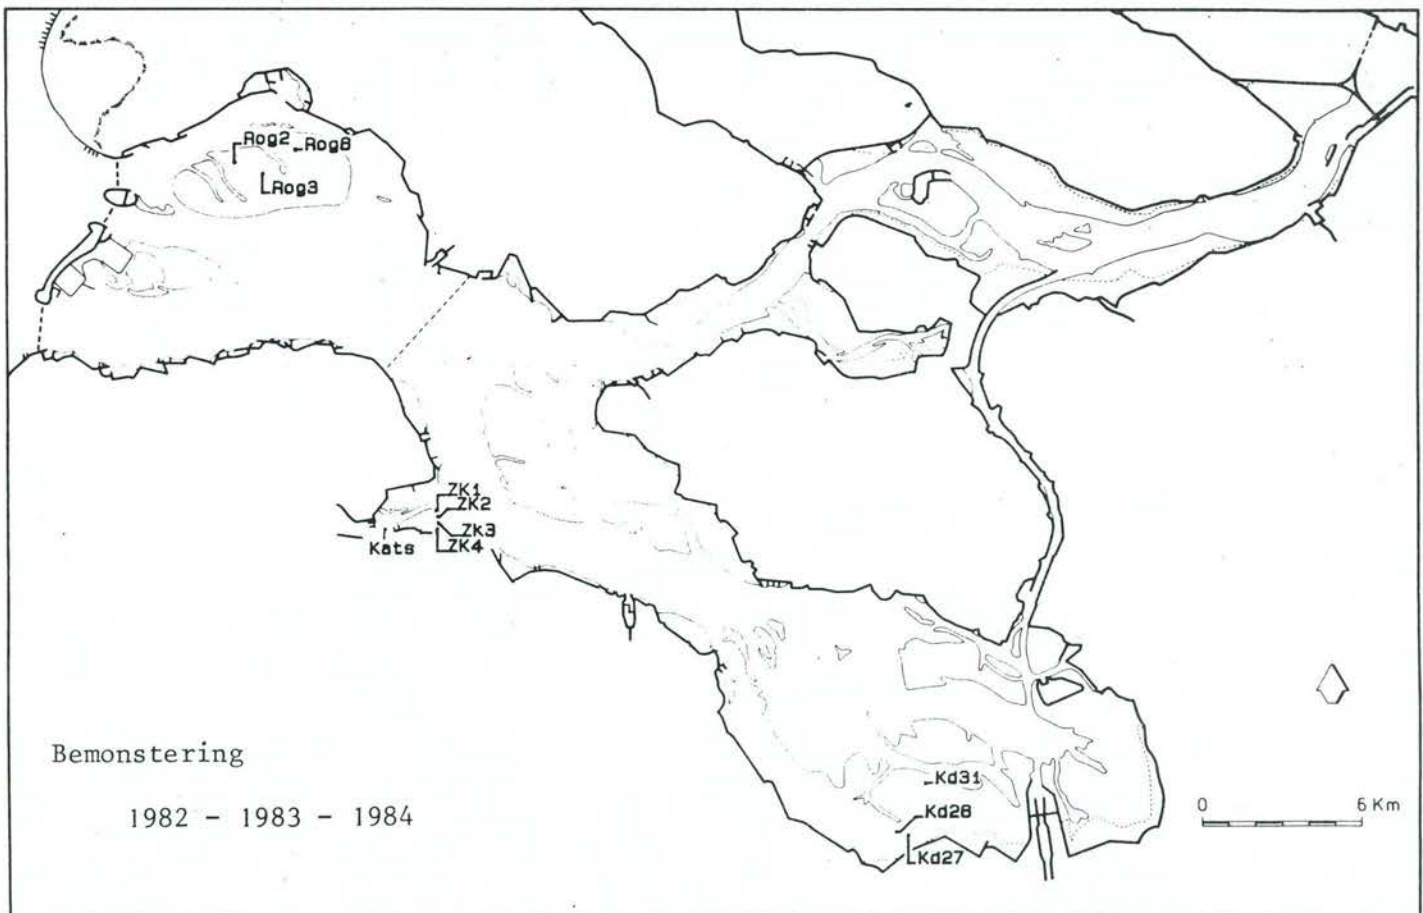 Rog2
Rog8
Rog3
ZK1
ZK2
ZK3
ZK4
Kats
Kd31
Kd28
Kd27
Bemonstering
1982 - 1983 - 1984
0 6 Km